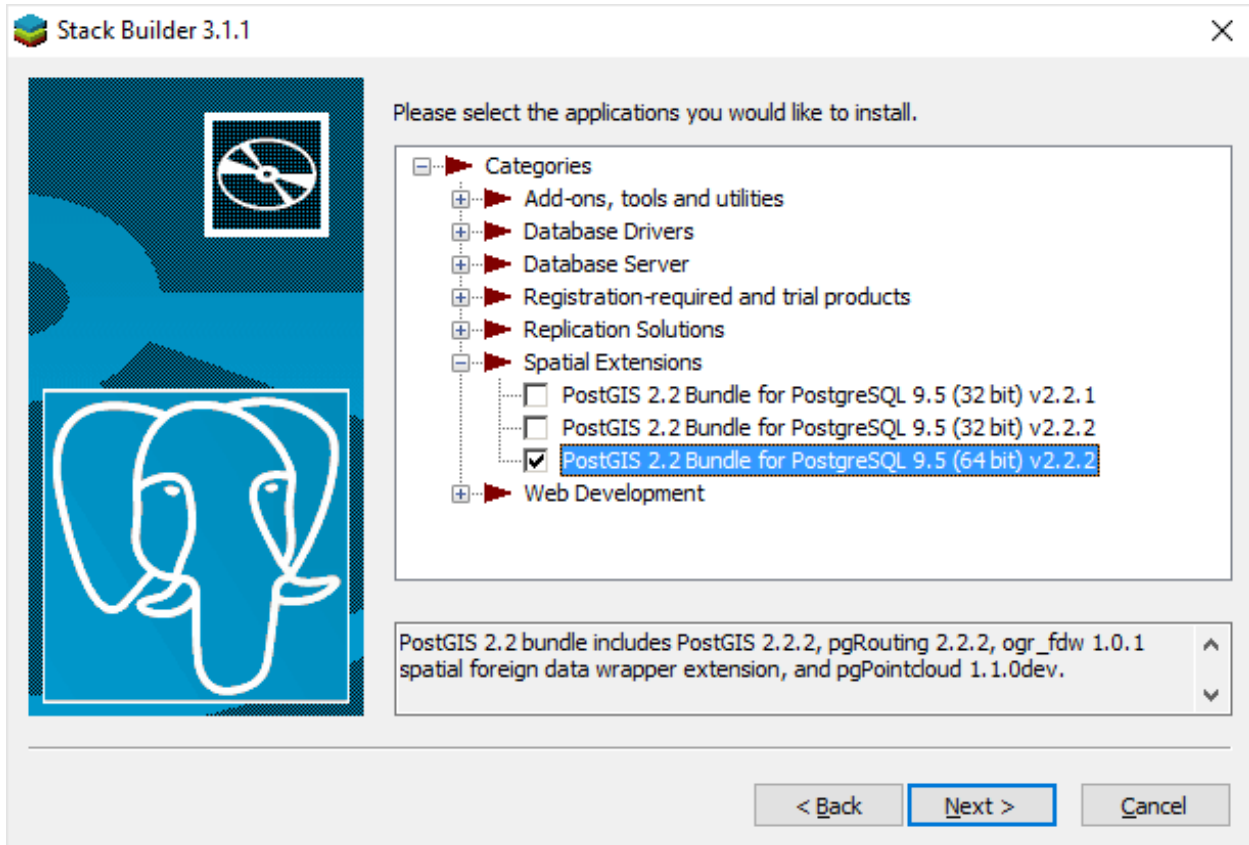 Stack Builder 3.1.1
Please select the applications you would like to install.
Categories
Add-ons, tools and utilities
Database Drivers
Database Server
Registration-required and trial products
Replication Solutions
Spatial Extensions
PostGIS 2.2 Bundle for PostgreSQL 9.5 (32 bit) v2.2.1
PostGIS 2.2 Bundle for PostgreSQL 9.5 (32 bit) v2.2.2
PostGIS 2.2 Bundle for PostgreSQL 9.5 (64 bit) v2.2.2
Web Development
PostGIS 2.2 bundle includes PostGIS 2.2.2, pgRouting 2.2.2, ogr_fdw 1.0.1
spatial foreign data wrapper extension, and pgPointcloud 1.1.0dev.
< Back Next > Cancel